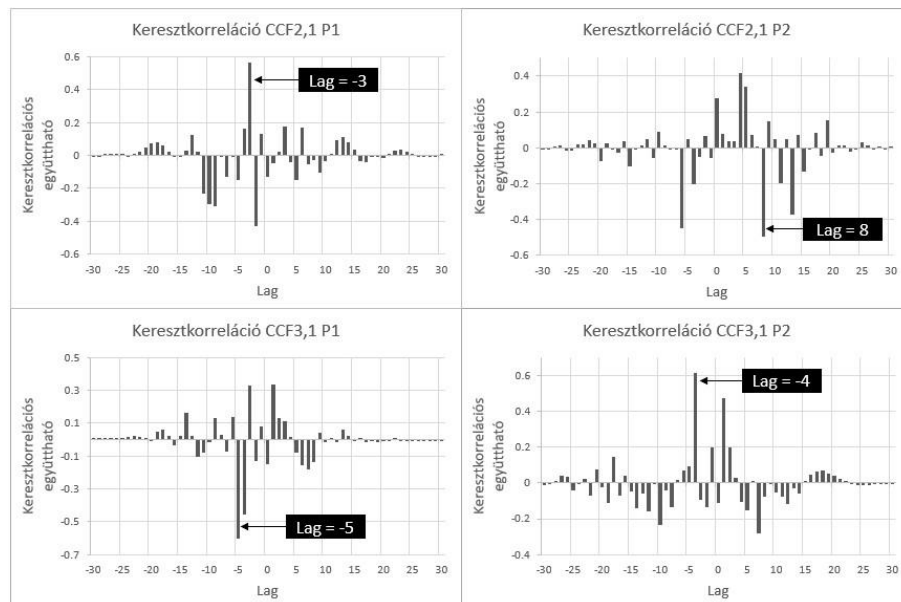 Keresztkorreláció CCF2,1 P1
Keresztkorrelációs
együttható
0.6
0.4
0.2
0
-0.2
-0.4
-0.6
Lag = -3
-30 -25 -20 -15 -10 -5 0 5 10 15 20 25 30
Lag
Keresztkorreláció CCF2,1 P2
Keresztkorrelációs
együttható
0.4
0.2
0
-0.2
-0.4
-0.6
Lag = 8
-30 -25 -20 -15 -10 -5 0 5 10 15 20 25 30
Lag
Keresztkorreláció CCF3,1 P1
Keresztkorrelációs
együttható
0.5
0.3
0.1
-0.1
-0.3
-0.5
-0.7
Lag = -5
-30 -25 -20 -15 -10 -5 0 5 10 15 20 25 30
Lag
Keresztkorreláció CCF3,1 P2
Keresztkorrelációs
együttható
0.6
0.4
0.2
0
-0.2
-0.4
Lag = -4
-30 -25 -20 -15 -10 -5 0 5 10 15 20 25 30
Lag